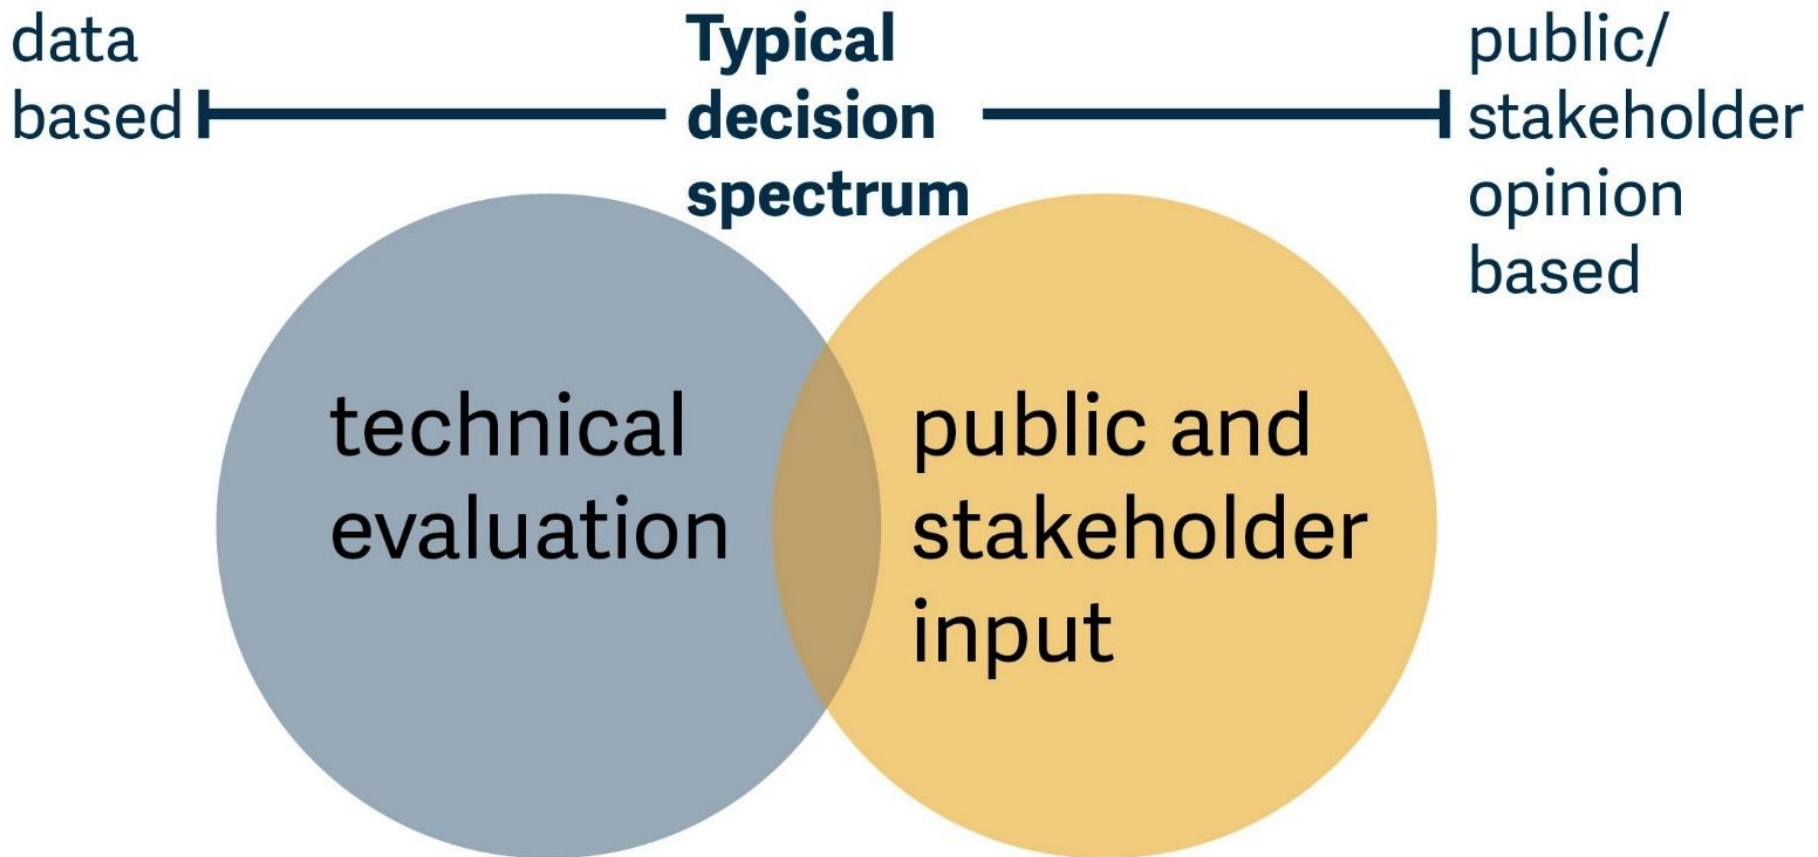 data
based
Typical
decision
spectrum
public/
stakeholder
opinion
based
technical
evaluation
public and
stakeholder
input